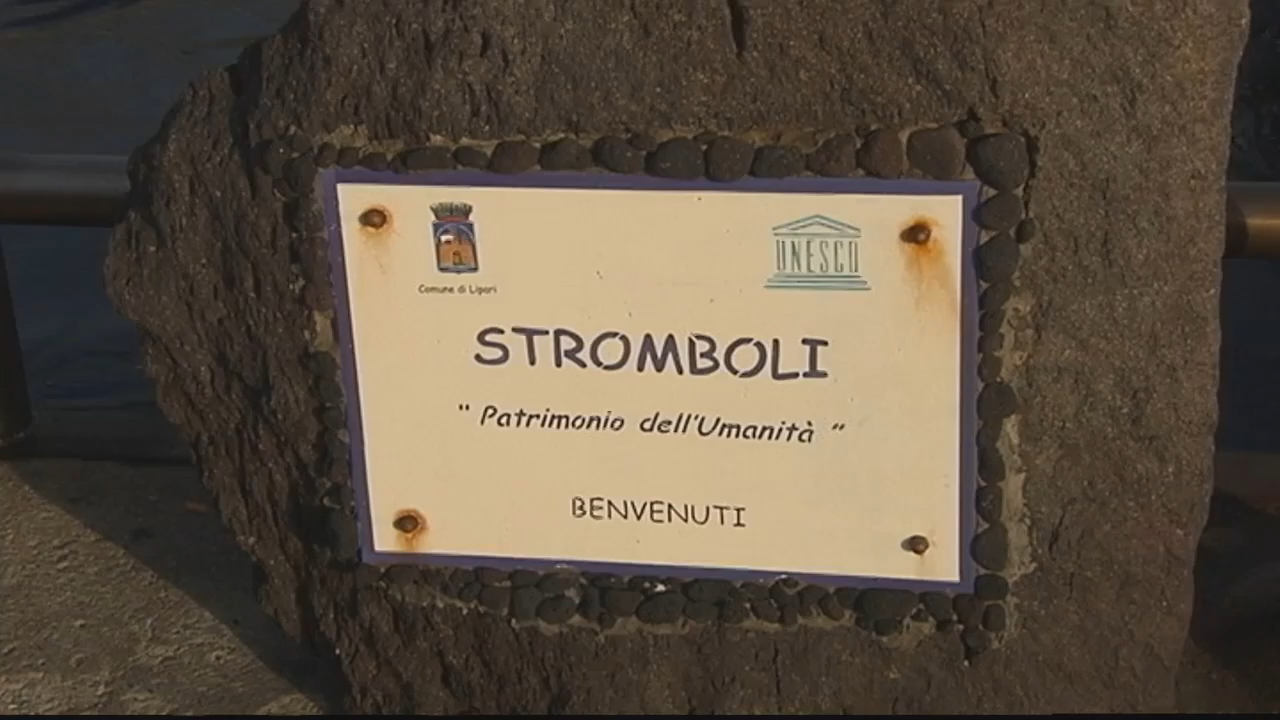 Comune di Lipari
UNESCO
STROMBOLI
" Patrimonio dell'Umanità "
BENVENUTI